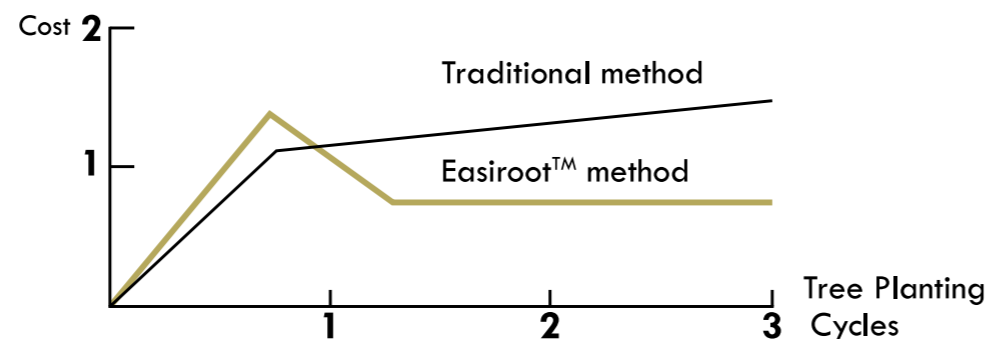 Cost 2
Traditional method
1
Easiroot™ method
Tree Planting
1 2 3 Cycles